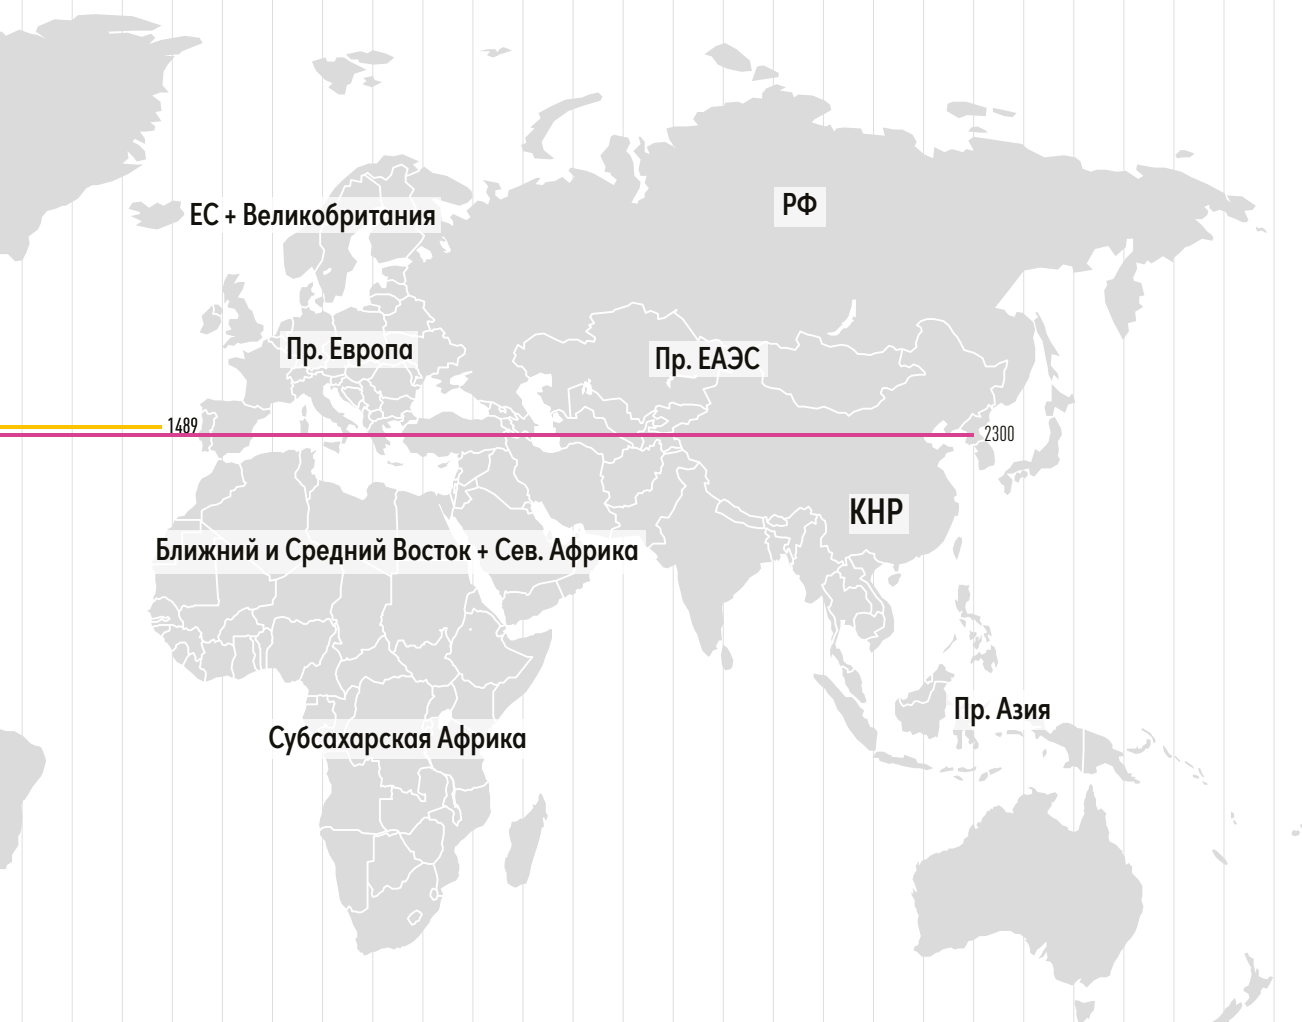 РФ
ЕС + Великобритания
Пр. Европа
Пр. ЕАЭС
1489
2300
КНР
Ближний и Средний Восток + Сев. Африка
Пр. Азия
Субсахарская Африка